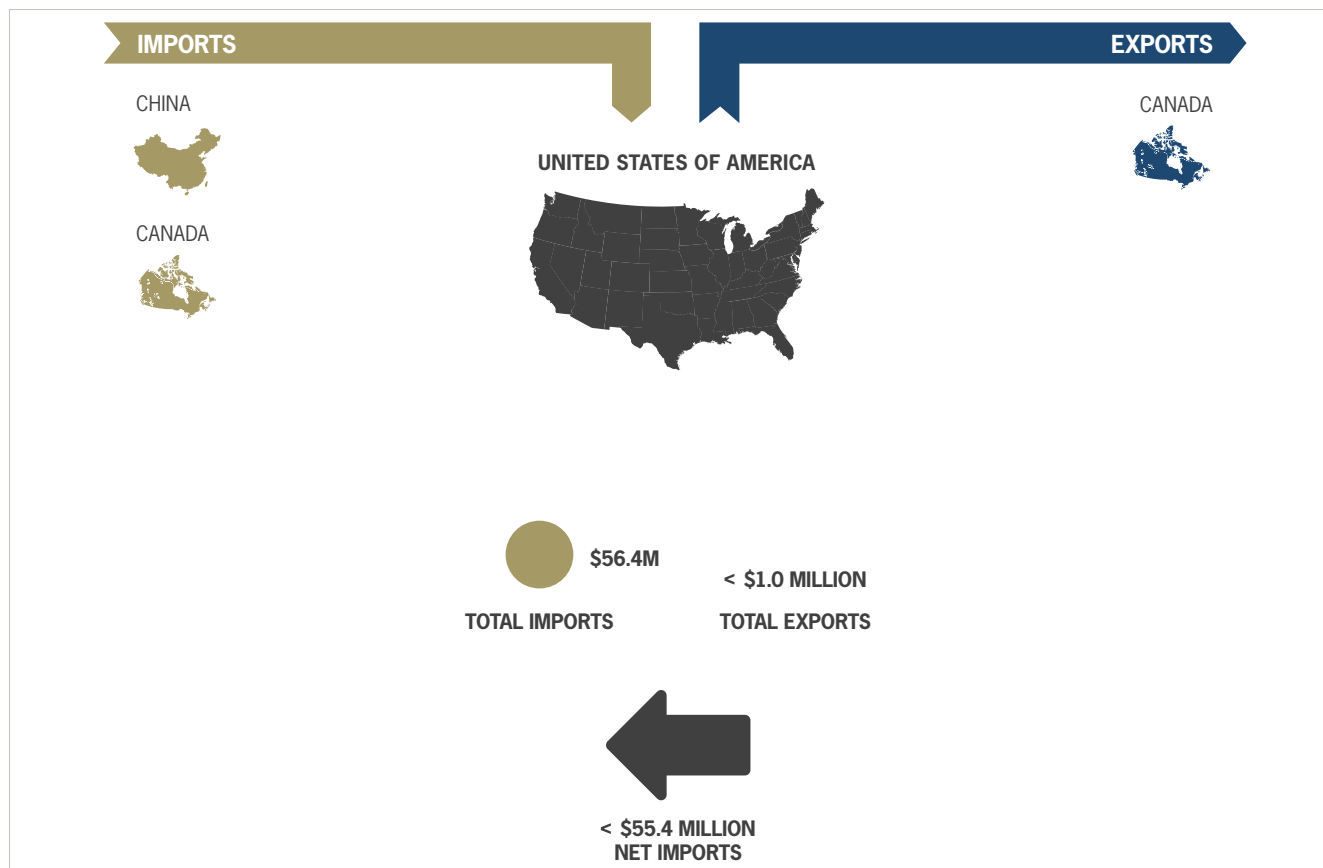 IMPORTS
EXPORTS
CHINA
CANADA
CANADA
UNITED STATES OF AMERICA
$56.4M
< $1.0 MILLION
TOTAL IMPORTS
TOTAL EXPORTS
< $55.4 MILLION
NET IMPORTS